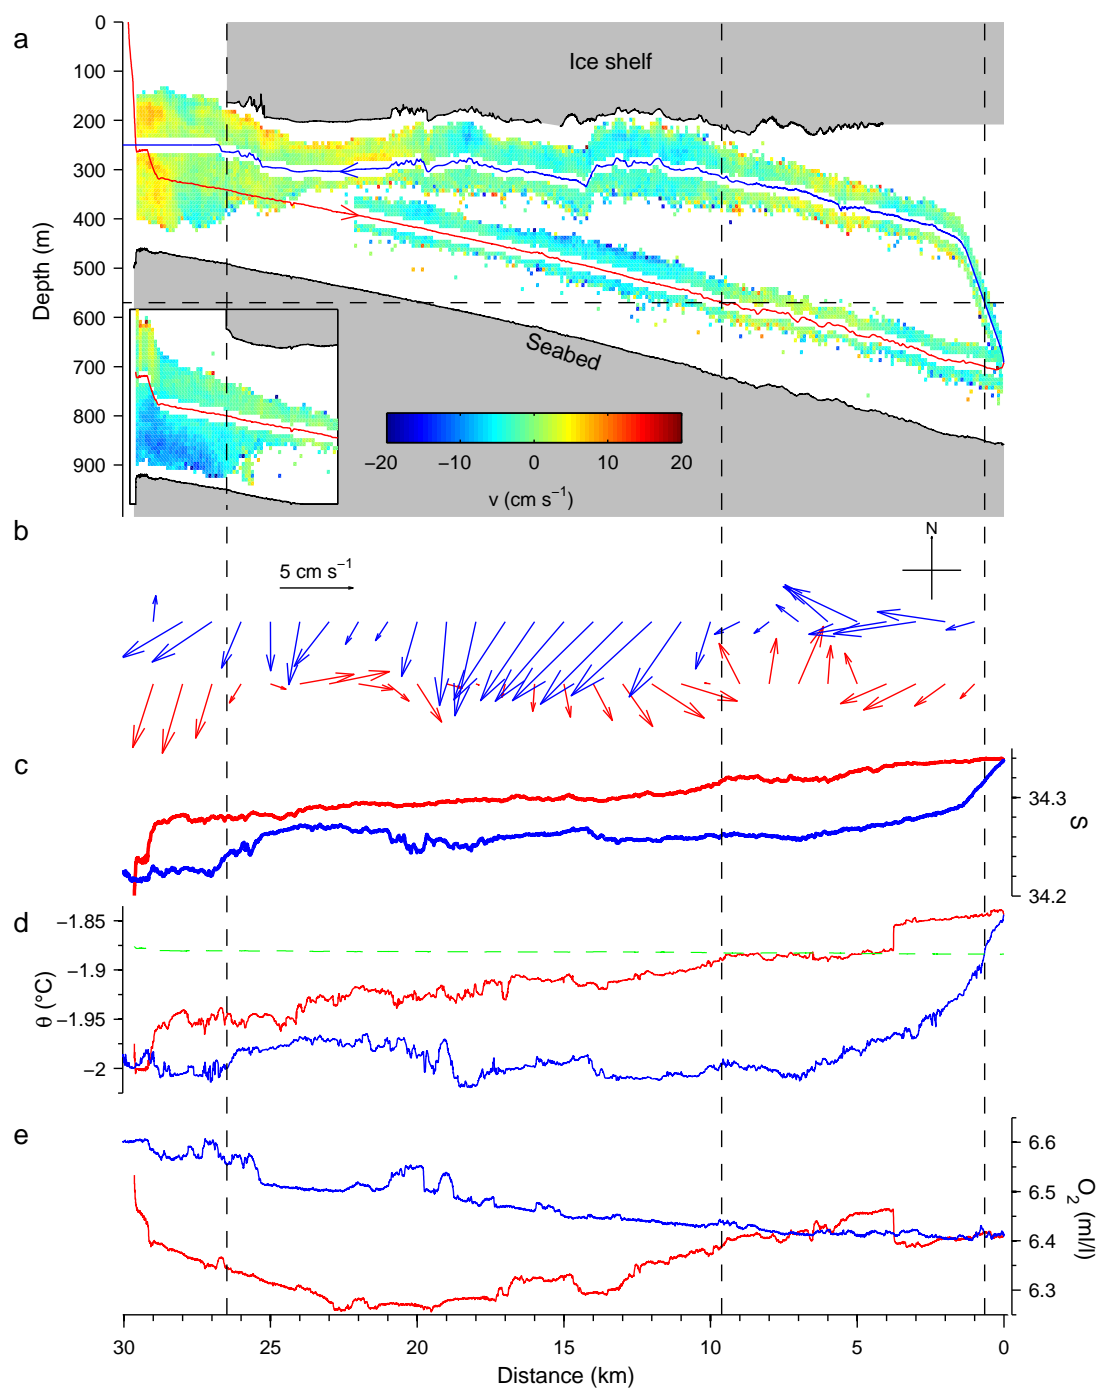 a
0
100
200
300
400
500
600
700
800
900
Depth (m)
Ice shelf
Seabed
−20 −10 0 10 20
v (cm s−1)
b
5 cm s−1
N
c
34.3
34.2
S
d
−1.85
−1.9
−1.95
−2
θ (°C)
e
6.6
6.5
6.4
6.3
O2 (ml/l)
30 25 20 15 10 5 0
Distance (km)